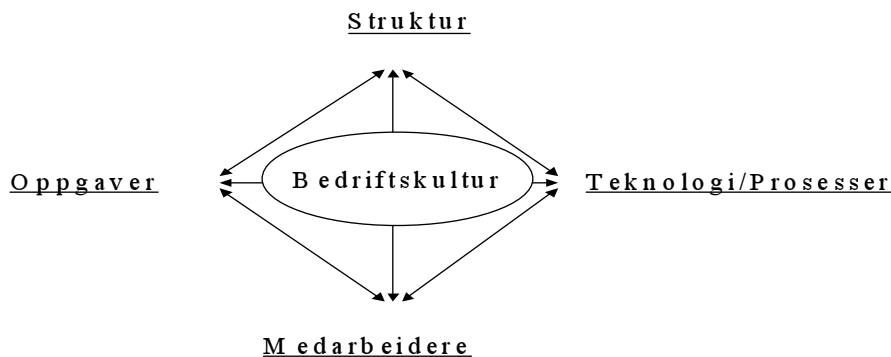 Struktur
Oppgaver
Bedriftskultur
Teknologi/Prosesser
Medarbeidere